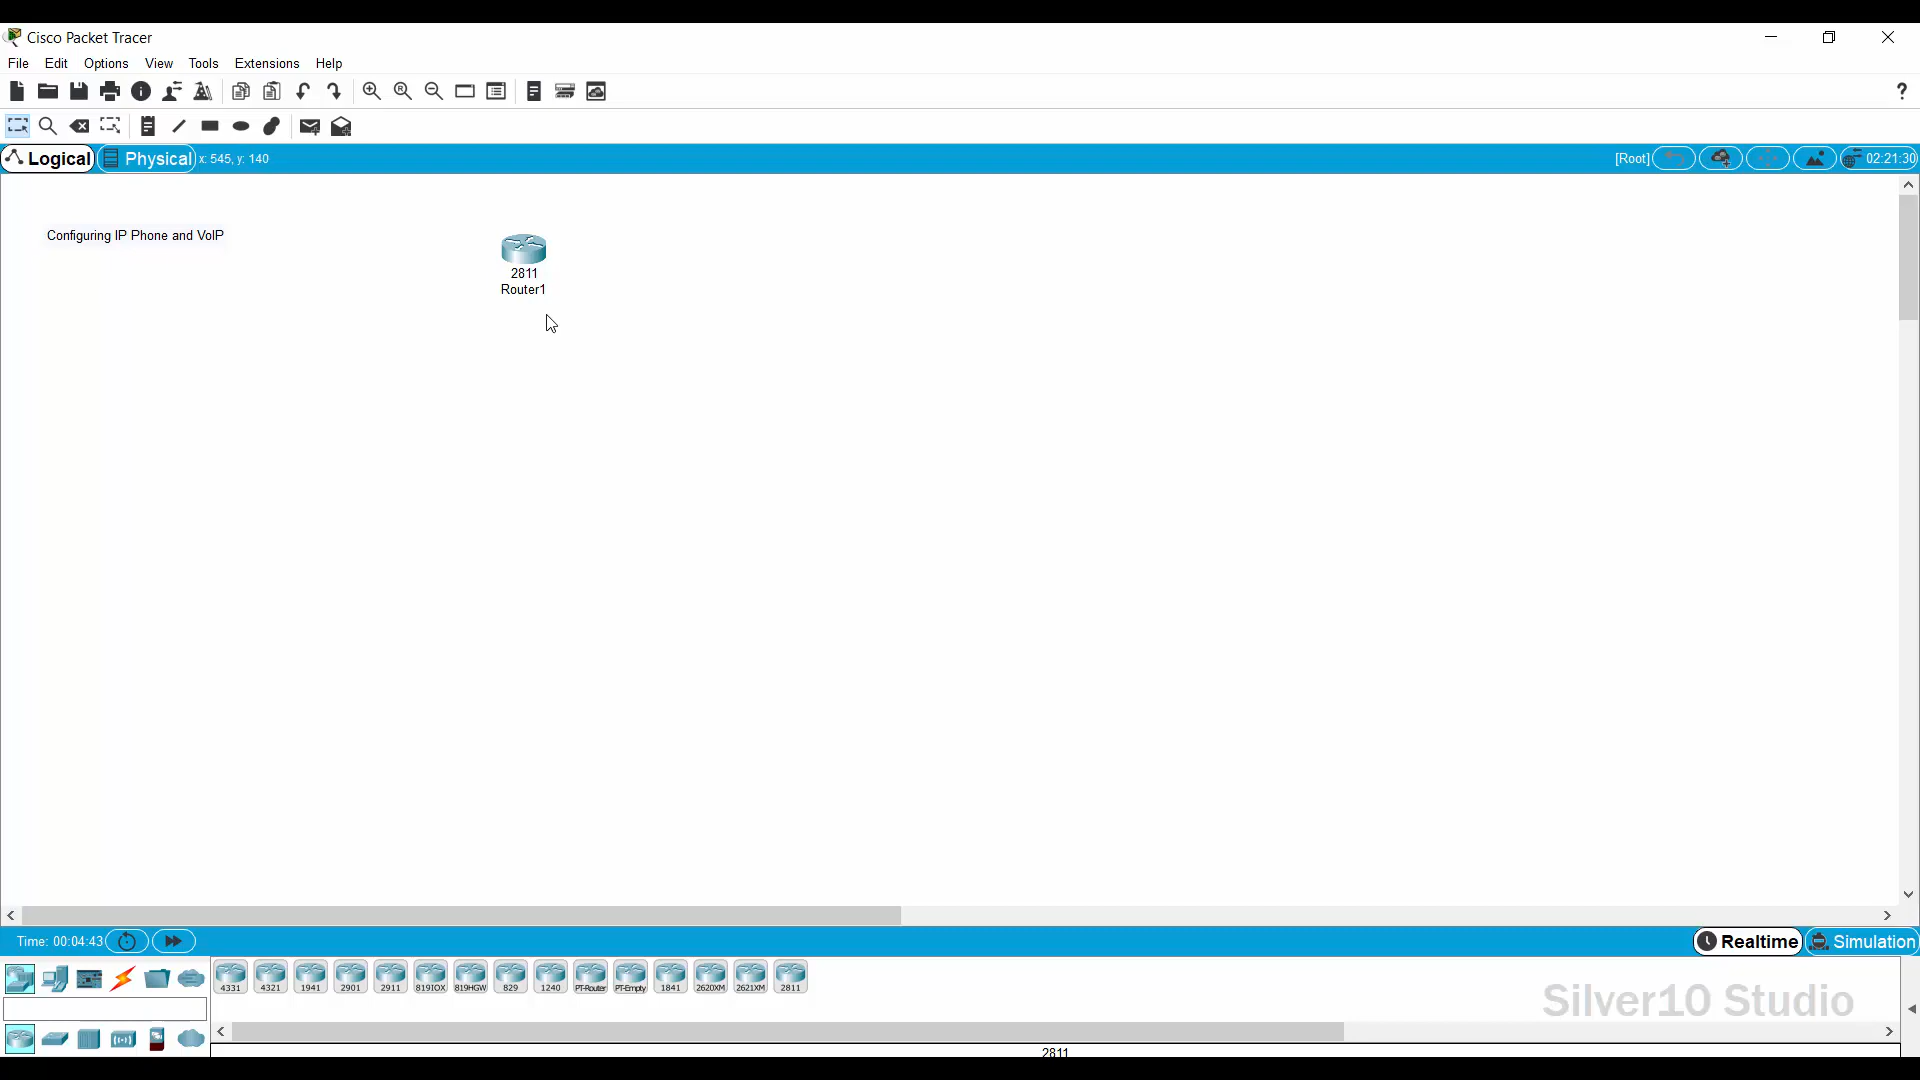 Cisco Packet Tracer
File Edit Options View Tools Extensions Help
?
Logical Physical x: 545, y: 140 [Root] 02:21:30
Configuring IP Phone and VoIP
2811
Router1
Time: 00:04:43 Realtime Simulation
4331 4321 1941 2901 2911 819IOX 819HGW 829 1240 PT-Router PT-Empty 1841 2620XM 2621XM 2811
Silver10 Studio
2811